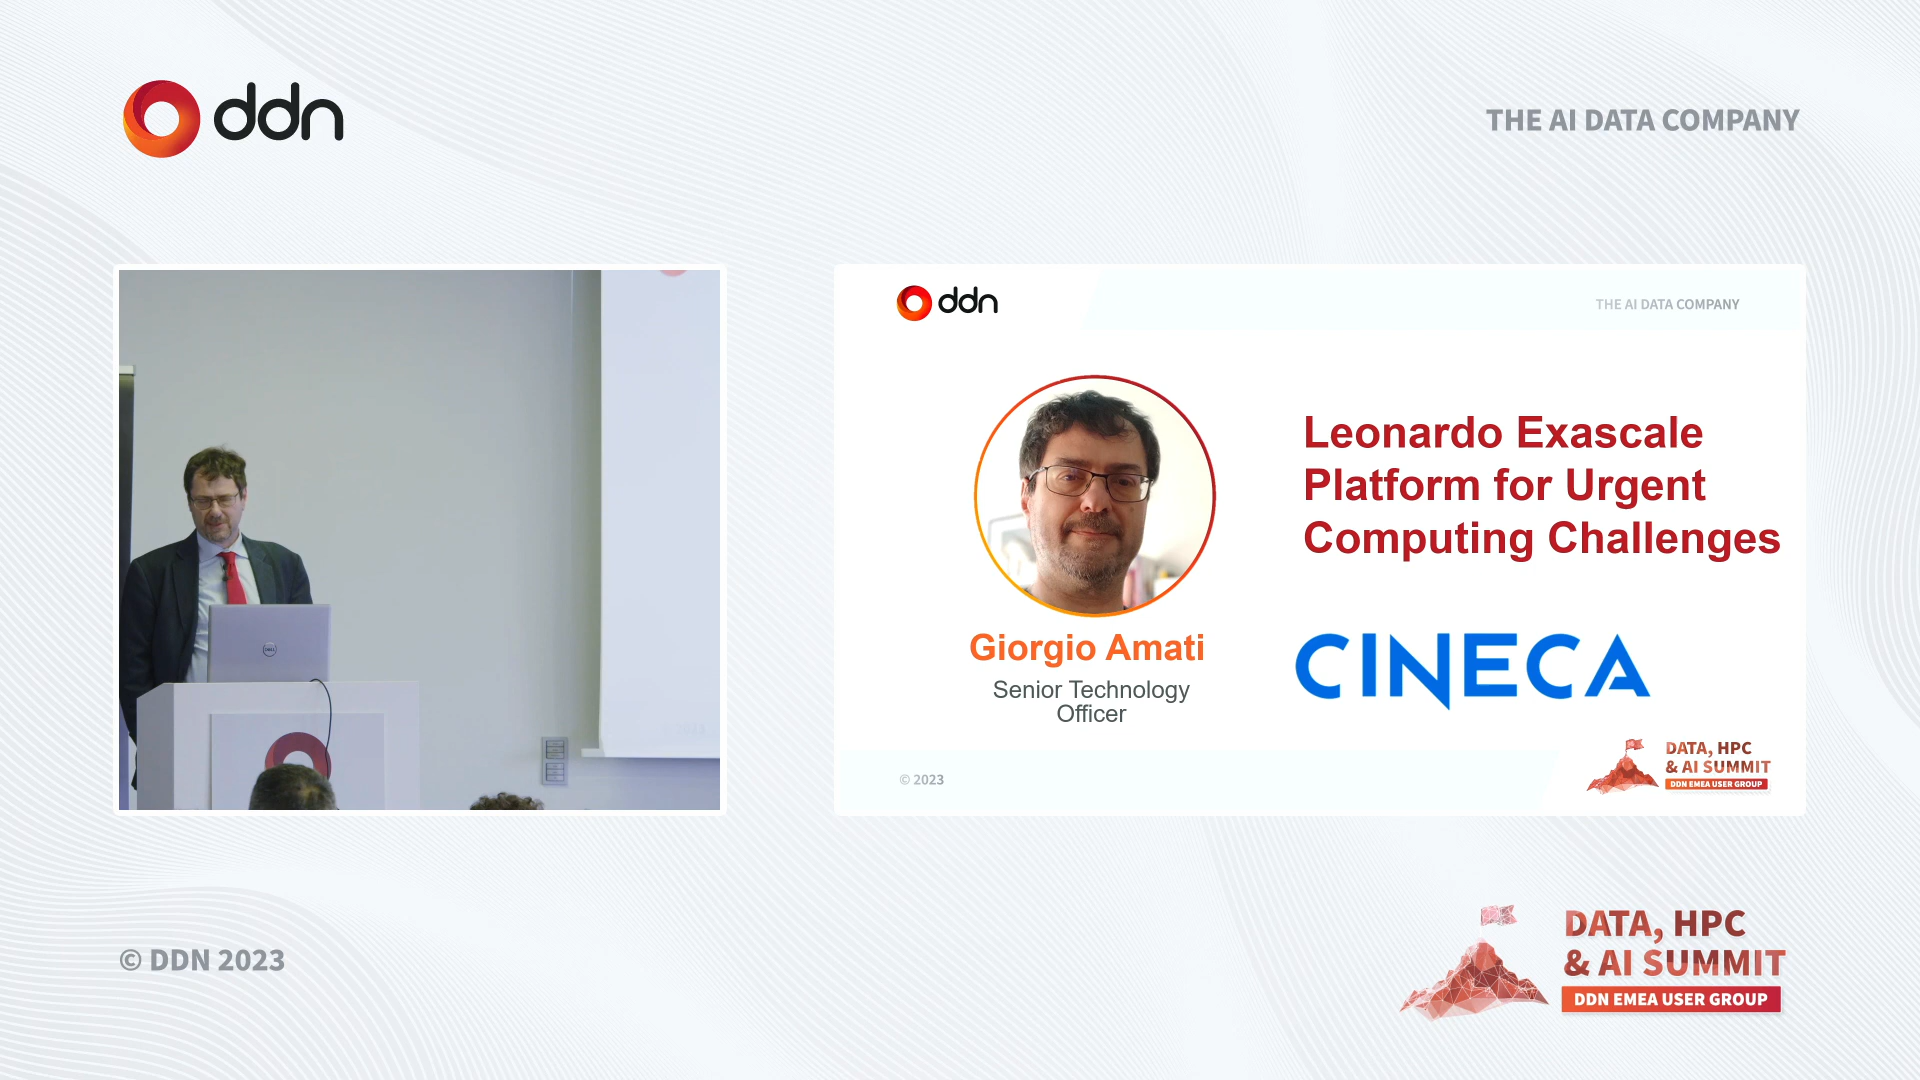 ddn
THE AI DATA COMPANY
DELL
ddn
THE AI DATA COMPANY
Leonardo Exascale
Platform for Urgent
Computing Challenges
Giorgio Amati
Senior Technology
Officer
CINECA
© 2023
DATA, HPC
& AI SUMMIT
DDN EMEA USER GROUP
© DDN 2023
DATA, HPC
& AI SUMMIT
DDN EMEA USER GROUP